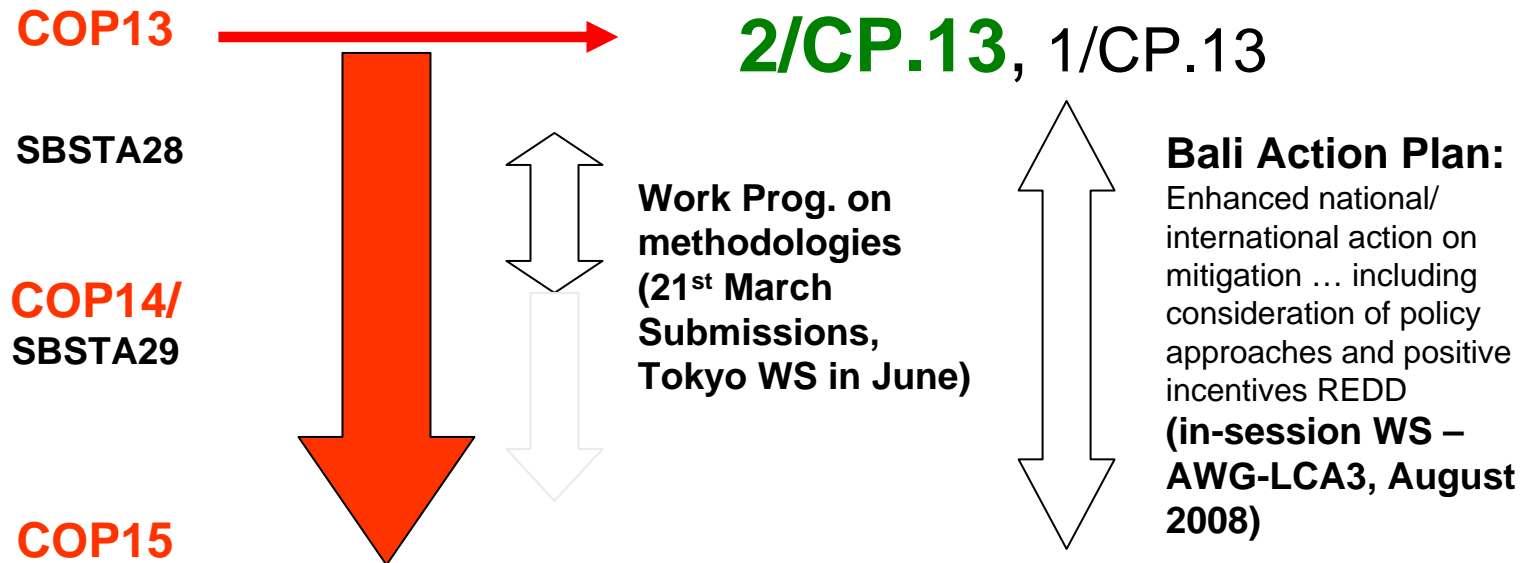 COP13
2/CP.13, 1/CP.13
SBSTA28
COP14/
SBSTA29
COP15
Work Prog. on
methodologies
(21st March
Submissions,
Tokyo WS in June)
Bali Action Plan:
Enhanced national/
international action on
mitigation … including
consideration of policy
approaches and positive
incentives REDD
(in-session WS –
AWG-LCA3, August
2008)